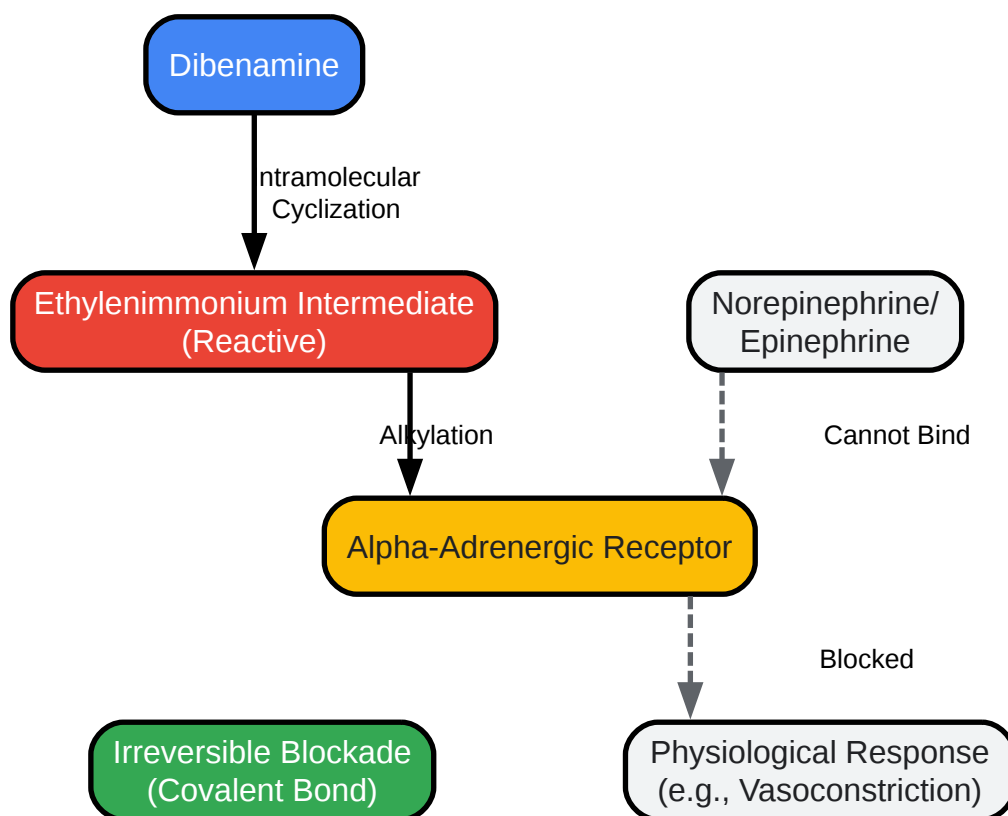 Dibenamine
ntramolecular
Cyclization
Ethylenimmonium Intermediate
(Reactive)
Norepinephrine/
Epinephrine
Alkylation
Cannot Bind
Alpha-Adrenergic Receptor
Blocked
Irreversible Blockade
(Covalent Bond)
Physiological Response
(e.g., Vasoconstriction)